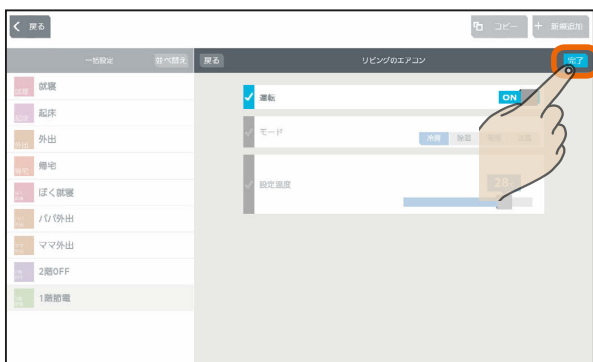 戻る コピー 新規追加
一括設定 並べ替え 戻る リビングのエアコン 完了
就寝
起床
外出
帰宅
ぼく就寝
パパ外出
ママ外出
2階OFF
1階節電
運転 ON
モード 冷房 除湿
設定温度 28